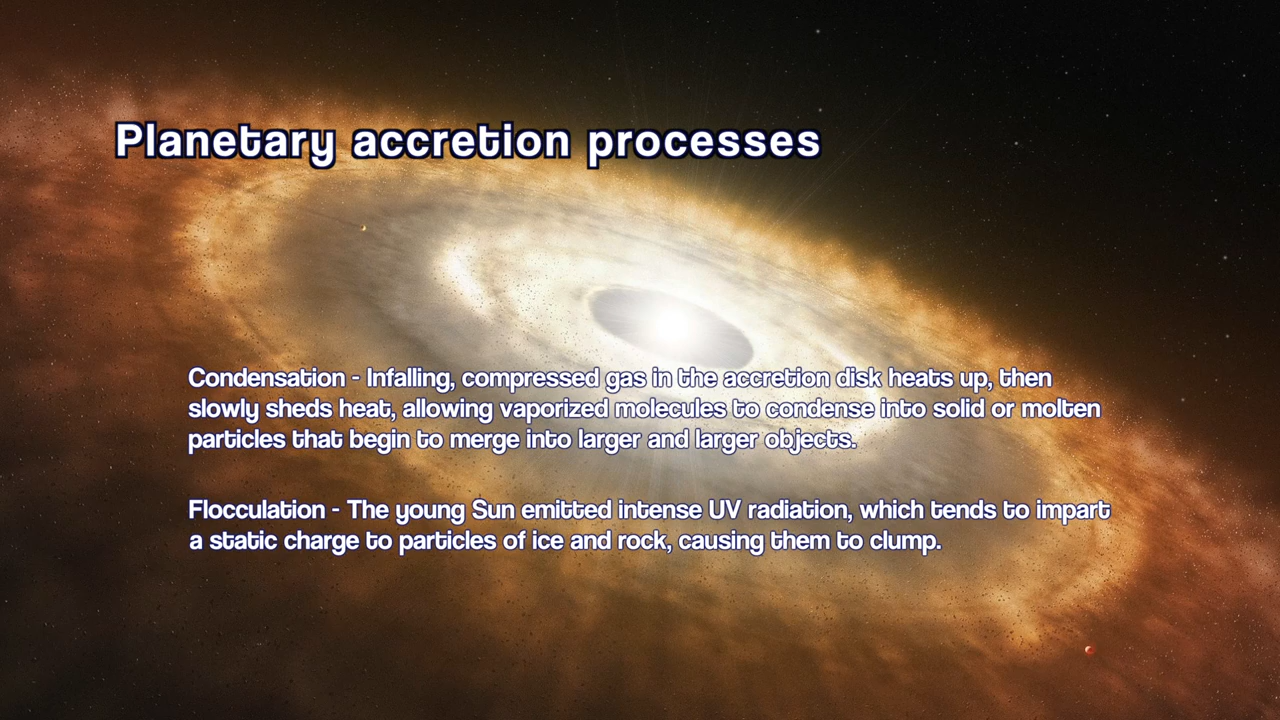 Planetary accretion processes
Condensation - Infalling, compressed gas in the accretion disk heats up, then
slowly sheds heat, allowing vaporized molecules to condense into solid or molten
particles that begin to merge into larger and larger objects.
Flocculation - The young Sun emitted intense UV radiation, which tends to impart
a static charge to particles of ice and rock, causing them to clump.